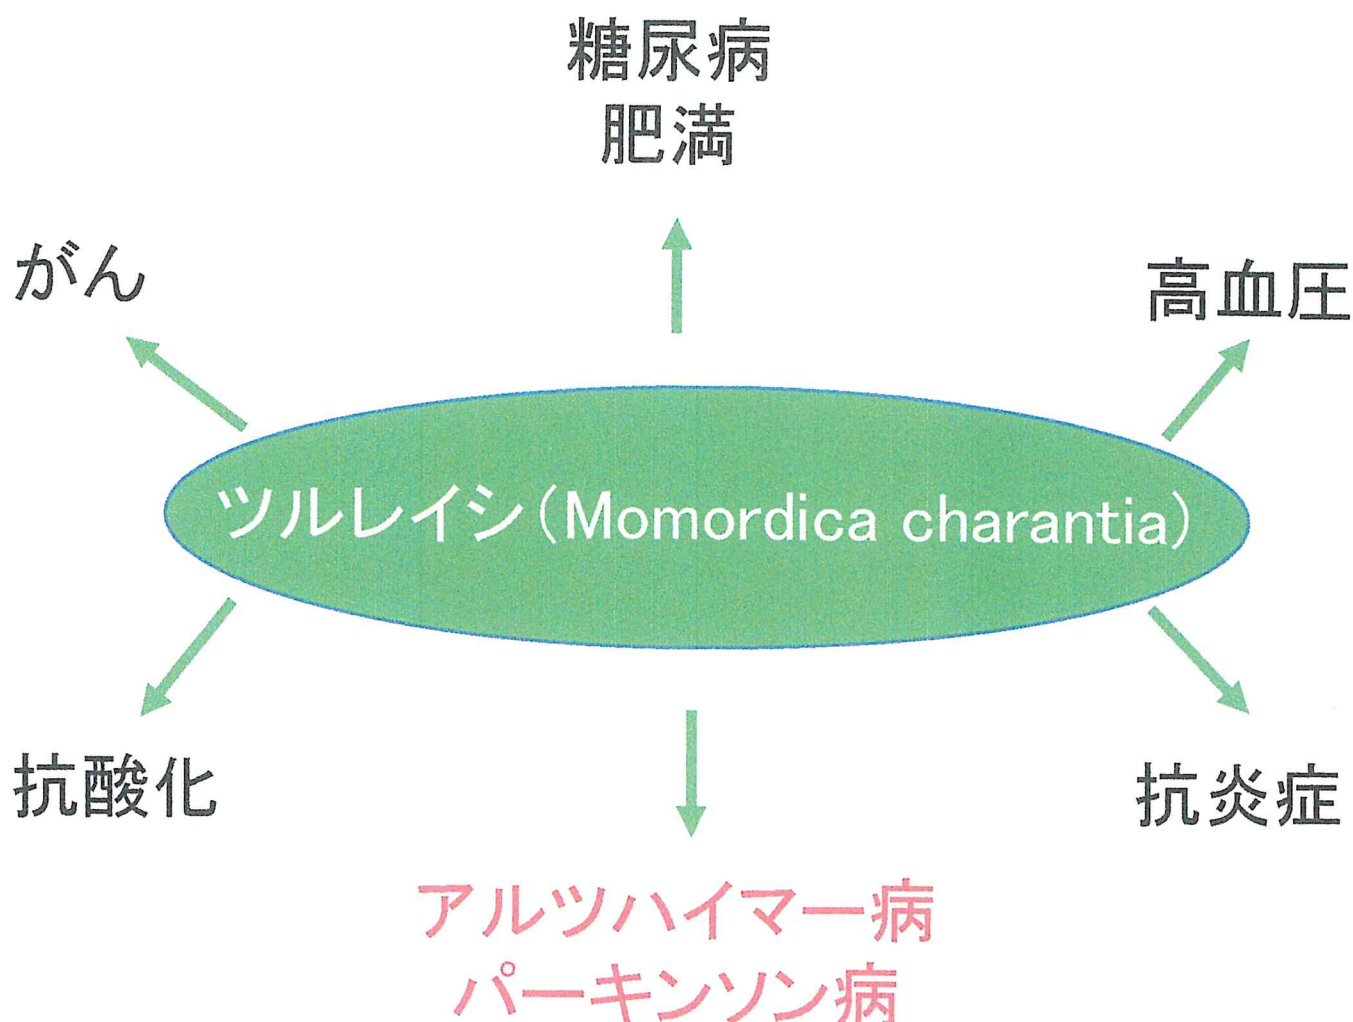 糖尿病
肥満
がん
高血圧
ツルレイシ(Momordica charantia)
抗酸化
抗炎症
アルツハイマー病
パーキンソン病